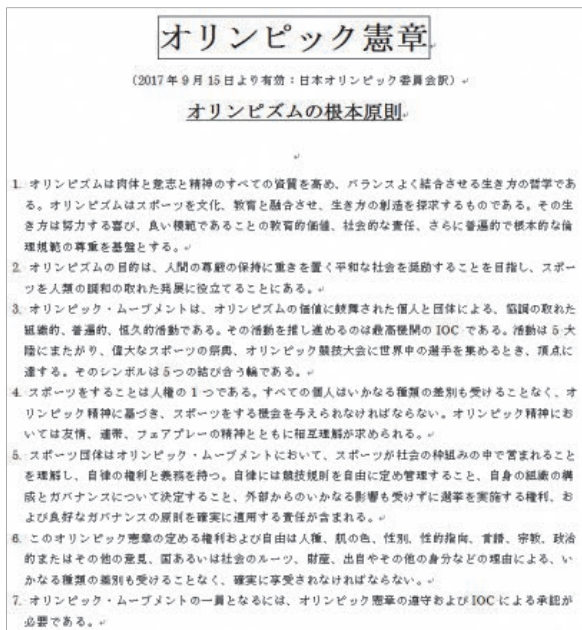 オリンピック憲章
（2017年9月15日より有効：日本オリンピック委員会訳）
オリンピズムの根本原則
1. オリンピズムは肉体と意志と精神のすべての資質を高め、バランスよく結合させる生き方の哲学であ
る。オリンピズムはスポーツを文化、教育と融合させ、生き方の創造を探求するものである。その生
き方は努力する喜び、良い模範であることの教育的価値、社会的な責任、さらに普遍的で根本的な倫
理規範の尊重を基盤とする。
2. オリンピズムの目的は、人間の尊厳の保持に重きを置く平和な社会を奨励することを目指し、スポー
ツを人類の調和の取れた発展に役立てることにある。
3. オリンピック・ムーブメントは、オリンピズムの価値に鼓舞された個人と団体による、協調の取れた
組織的、普遍的、恒久的活動である。その活動を推し進めるのは最高機関のIOCである。活動は5大
陸にまたがり、偉大なスポーツの祭典、オリンピック競技大会に世界中の選手を集めるとき、頂点に
達する。そのシンボルは5つの結び合う輪である。
4. スポーツをすることは人権の1つである。すべての個人はいかなる種類の差別も受けることなく、オ
リンピック精神に基づき、スポーツをする機会を与えられなければならない。オリンピック精神にお
いては友情、連帯、フェアプレーの精神とともに相互理解が求められる。
5. スポーツ団体はオリンピック・ムーブメントにおいて、スポーツが社会の枠組みの中で営まれること
を理解し、自律の権利と義務を持つ。自律には競技規則を自由に定め管理すること、自身の組織の構
成とガバナンスについて決定すること、外部からのいかなる影響も受けずに選挙を実施する権利、お
よび良好なガバナンスの原則を確実に適用する責任が含まれる。
6. このオリンピック憲章の定める権利および自由は人種、肌の色、性別、性的指向、言語、宗教、政治
的またはその他の意見、国あるいは社会のルーツ、財産、出自やその他の身分などの理由による、い
かなる種類の差別も受けることなく、確実に享受されなければならない。
7. オリンピック・ムーブメントの一員となるには、オリンピック憲章の遵守およびIOCによる承認が
必要である。